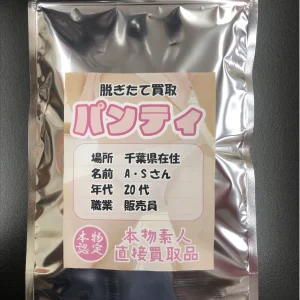 脱ぎたて買取
パンティ
場所 千葉県在住
名前 A・Sさん
年代 20代
職業 販売員
本物認定
本物素人
直接買取品